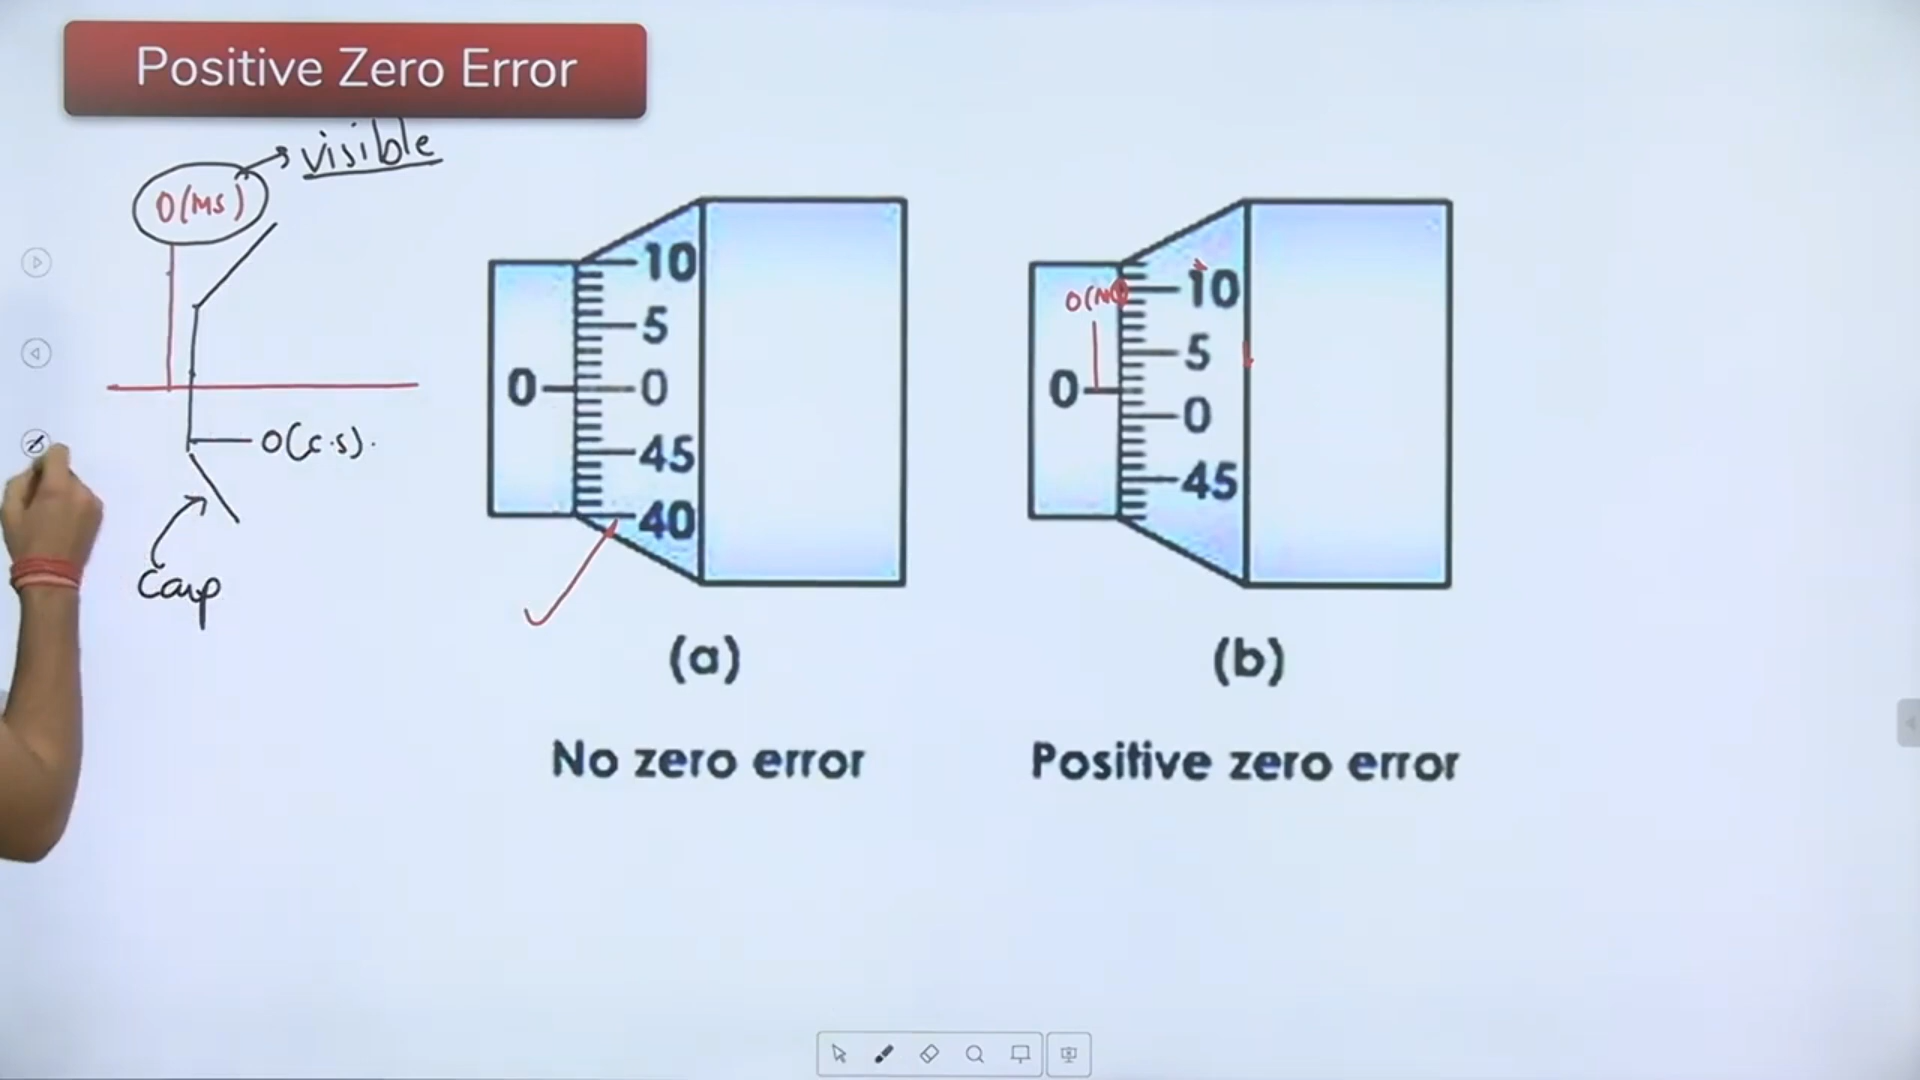 Positive Zero Error
visible
0(MS)
0(c.s).
Cap
10
5
0 0
45
40
(a)
No zero error
10
5
0
0
45
(b)
Positive zero error